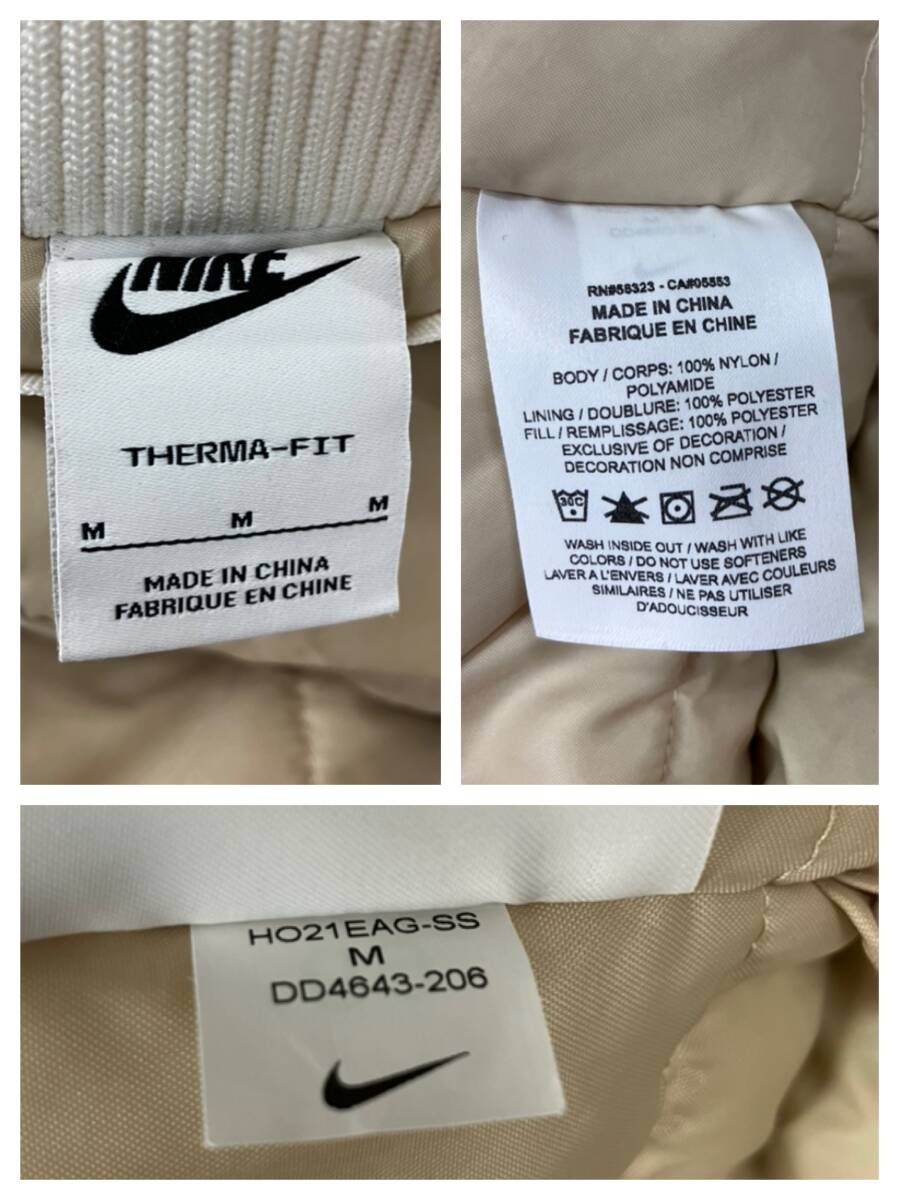 NIKE
THERMA-FIT
M M M
MADE IN CHINA
FABRIQUE EN CHINE
RN#56323 - CA#05553
MADE IN CHINA
FABRIQUE EN CHINE
BODY / CORPS: 100% NYLON /
POLYAMIDE
LINING / DOUBLURE: 100% POLYESTER
FILL / REMPLISSAGE: 100% POLYESTER
EXCLUSIVE OF DECORATION /
DECORATION NON COMPRISE
30C
WASH INSIDE OUT / WASH WITH LIKE
COLORS / DO NOT USE SOFTENERS
LAVER A L'ENVERS / LAVER AVEC COULEURS
SIMILAIRES / NE PAS UTILISER
D'ADOUCISSEUR
HO21EAG-SS
M
DD4643-206